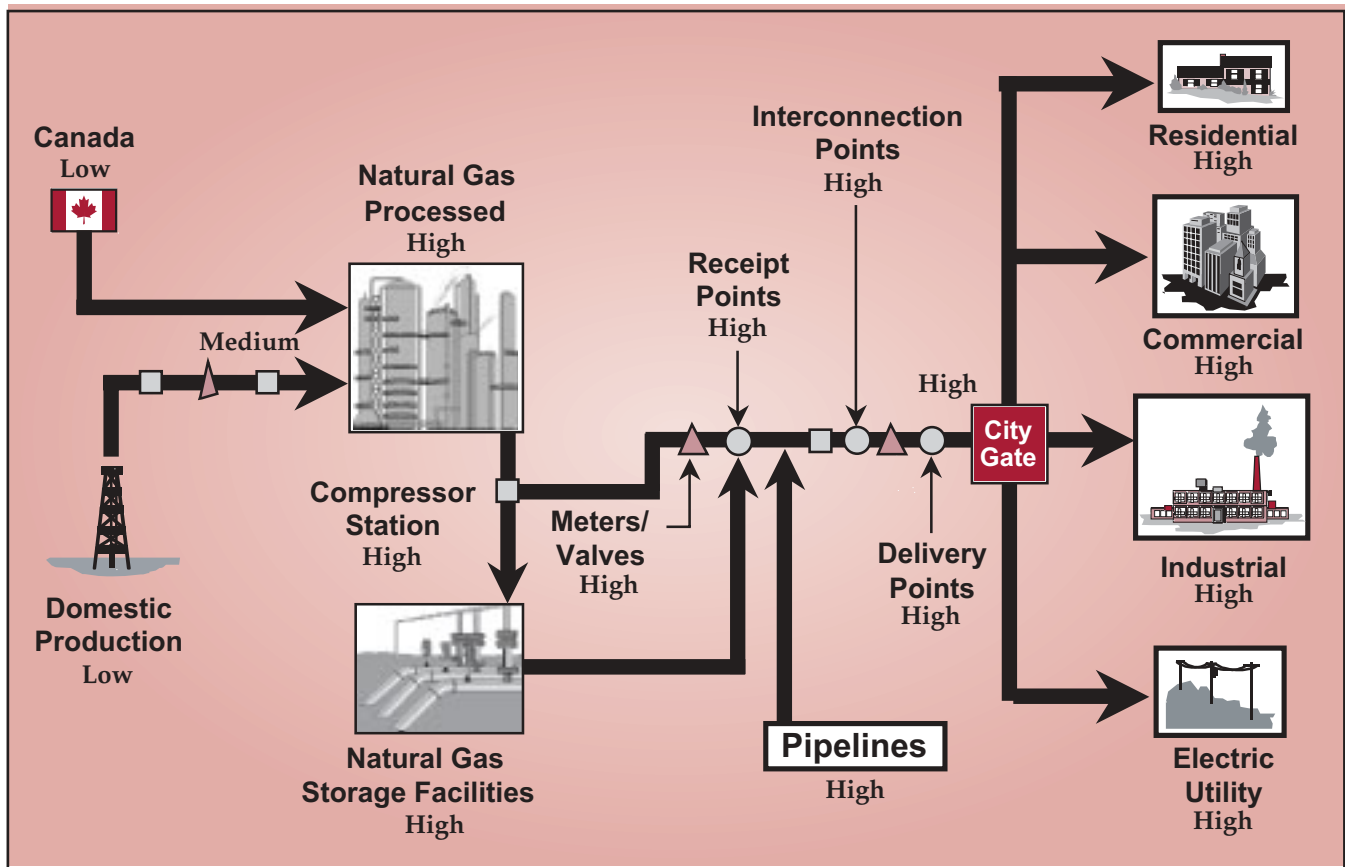 Canada
Low
Natural Gas
Processed
High
Medium
Domestic
Production
Low
Compressor
Station
High
Natural Gas
Storage Facilities
High
Meters/
Valves
High
Receipt
Points
High
Interconnection
Points
High
Pipelines
High
Delivery
Points
High
High
City
Gate
Residential
High
Commercial
High
Industrial
High
Electric
Utility
High